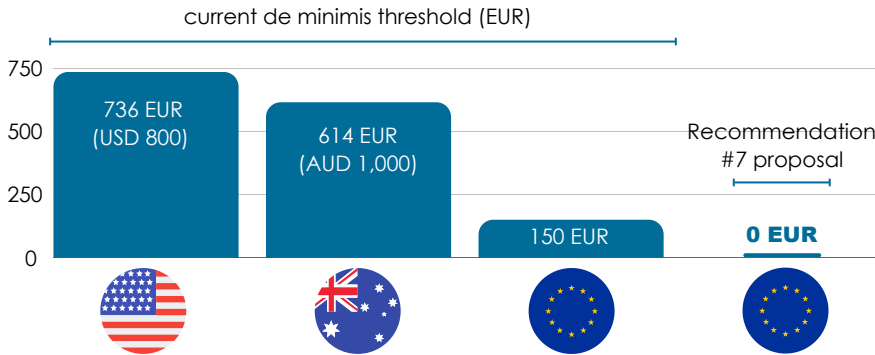 current de minimis threshold (EUR)
750
500
250
0
736 EUR
(USD 800)
614 EUR
(AUD 1,000)
150 EUR
Recommendation
#7 proposal
0 EUR